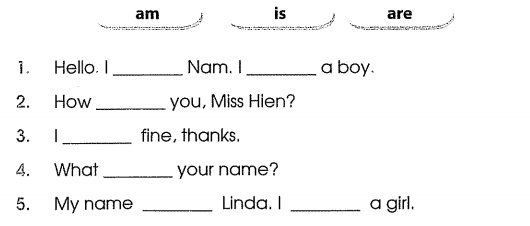 am is are
1. Hello. I ________ Nam. I ________ a boy.
2. How ________ you, Miss Hien?
3. I ________ fine, thanks.
4. What ________ your name?
5. My name ________ Linda. I ________ a girl.